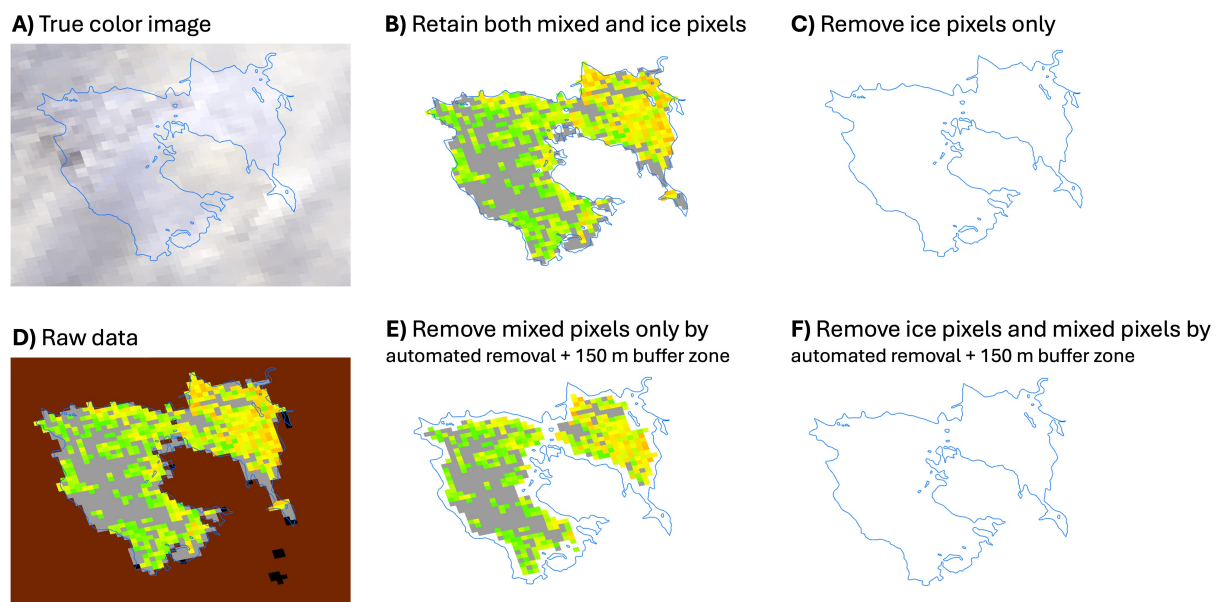 A) True color image
B) Retain both mixed and ice pixels
C) Remove ice pixels only
D) Raw data
E) Remove mixed pixels only by
automated removal + 150 m buffer zone
F) Remove ice pixels and mixed pixels by
automated removal + 150 m buffer zone